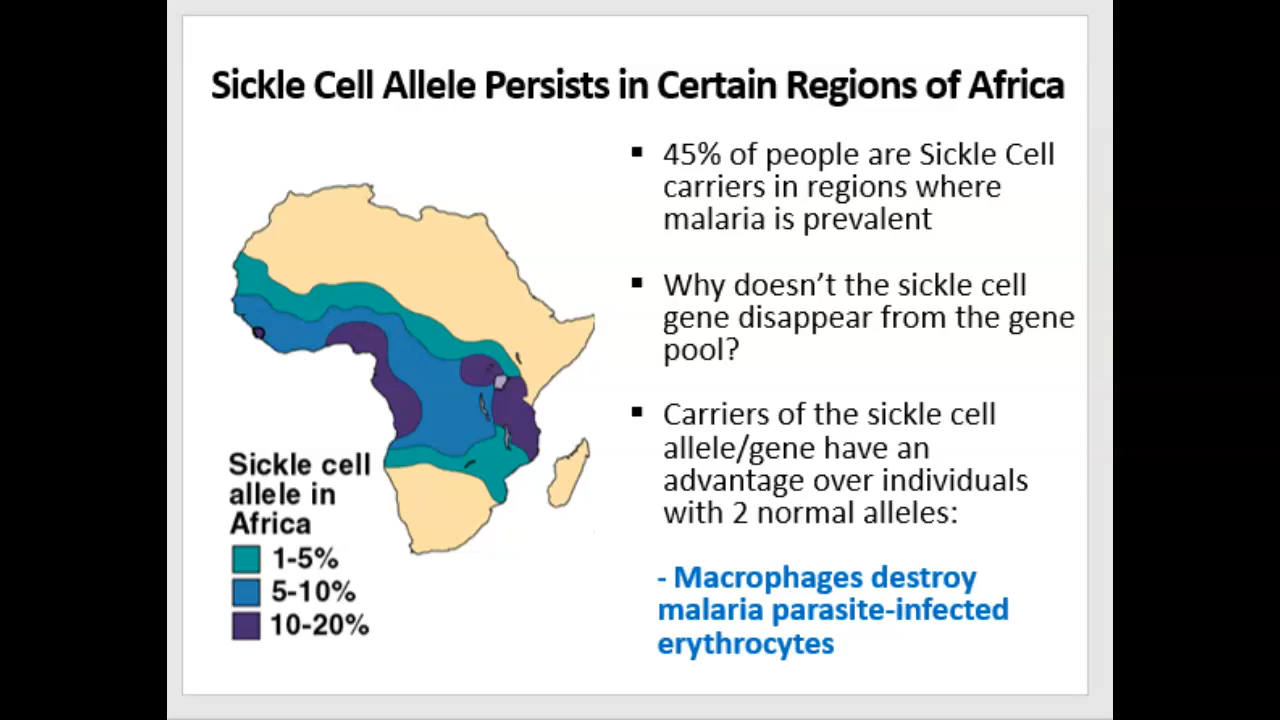 Sickle Cell Allele Persists in Certain Regions of Africa
▪ 45% of people are Sickle Cell
carriers in regions where
malaria is prevalent
▪ Why doesn’t the sickle cell
gene disappear from the gene
pool?
▪ Carriers of the sickle cell
allele/gene have an
advantage over individuals
with 2 normal alleles:
- Macrophages destroy
malaria parasite-infected
erythrocytes
Sickle cell
allele in
Africa
1-5%
5-10%
10-20%